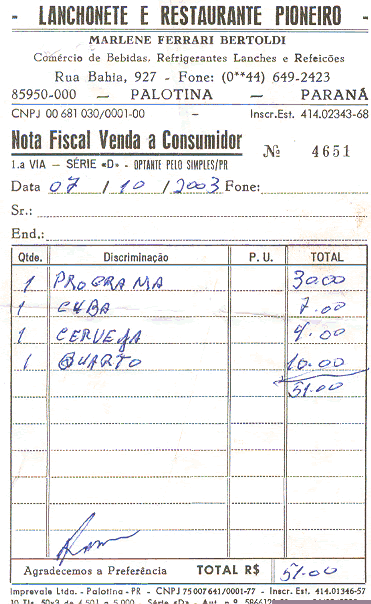 - LANCHONETE E RESTAURANTE PIONEIRO -
MARLENE FERRARI BERTOLDI
Comércio de Bebidas, Refrigerantes Lanches e Refeicões
Rua Bahia, 927 - Fone: (0**44) 649-2423
85950-000 - PALOTINA - PARANÁ
CNPJ 00 681 030/0001-00 - Inscr.Est. 414.02343-68
Nota Fiscal Venda a Consumidor Nº 4651
1.a VIA — SÉRIE «D» - OPTANTE PELO SIMPLES/PR
Data 07 / 10 / 2003 Fone:
Sr.:
End.:
Qtde. Discriminação P. U. TOTAL
1 PROGRAMA 30.00
1 CUBA 7.00
1 CERVEJA 4.00
1 QUARTO 10.00
51.00
Agradecemos a Preferência TOTAL R$ 51.00
Imprevale Ltda. - Palotina - PR - CNPJ 75007641/0001-77 - Inscr. Est. 414.01346-57